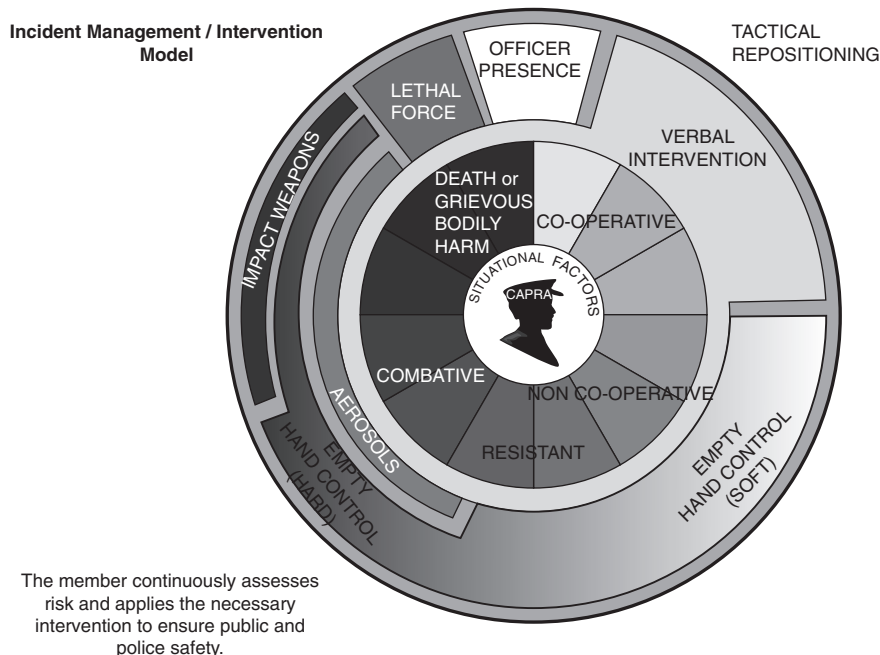 Incident Management / Intervention
Model
TACTICAL
REPOSITIONING
OFFICER
PRESENCE
LETHAL
FORCE
VERBAL
INTERVENTION
IMPACT WEAPONS
DEATH or
GRIEVOUS
BODILY
HARM
CO-OPERATIVE
SITUATIONAL FACTORS
CAPRA
COMBATIVE
NON CO-OPERATIVE
RESISTANT
AEROSOLS
EMPTY
HAND CONTROL
(HARD)
EMPTY
HAND CONTROL
(SOFT)
The member continuously assesses
risk and applies the necessary
intervention to ensure public and
police safety.